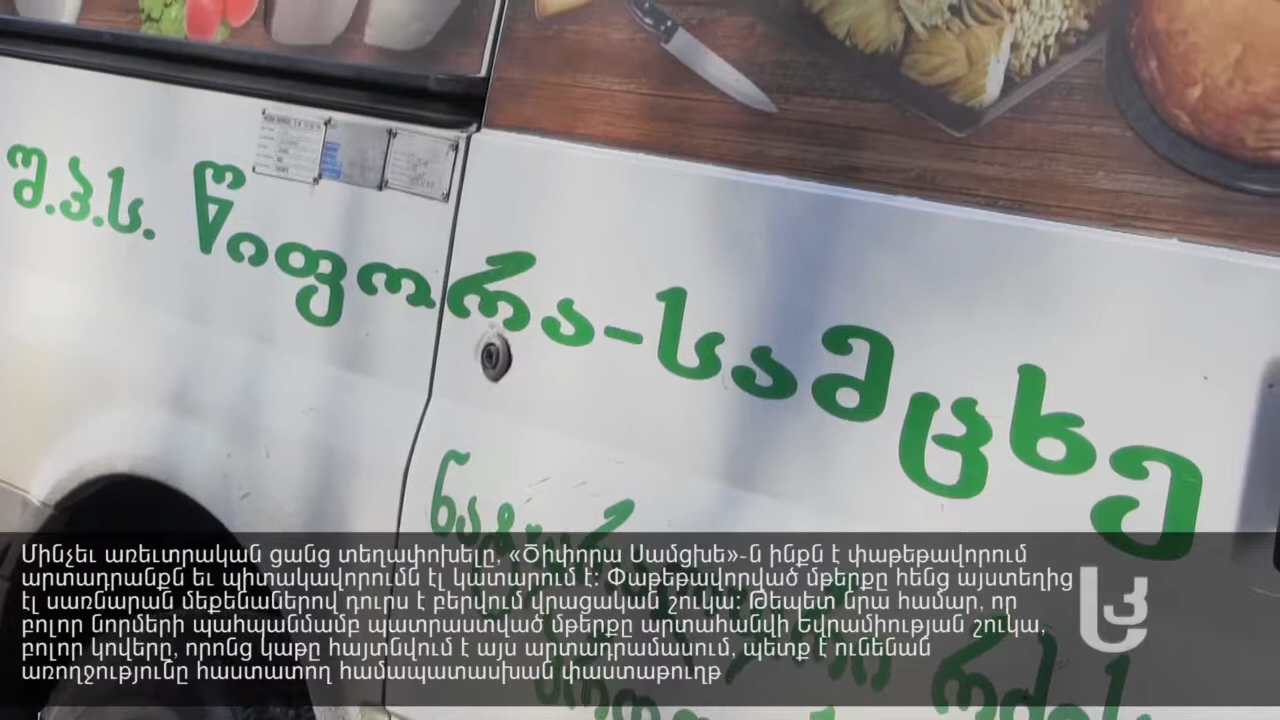 შ.პ.ს. წიფორა-სამცხე
Մինչեւ առեւտրական ցանց տեղափոխելը, «Ծիփորա Սամցխե»-ն ինքն է փաթեթավորում
արտադրանքն եւ պիտակավորումն էլ կատարում է: Փաթեթավորված մթերքը հենց այստեղից
էլ սառնարան մեքենաներով դուրս է բերվում վրացական շուկա: Թեպետ նրա համար, որ
բոլոր նորմերի պահպանմամբ պատրաստված մթերքը արտահանվի Եվրամիության շուկա,
բոլոր կովերը, որոնց կաթը հայտնվում է այս արտադրամասում, պետք է ունենան
առողջությունը հաստատող համապատասխան փաստաթուղթ